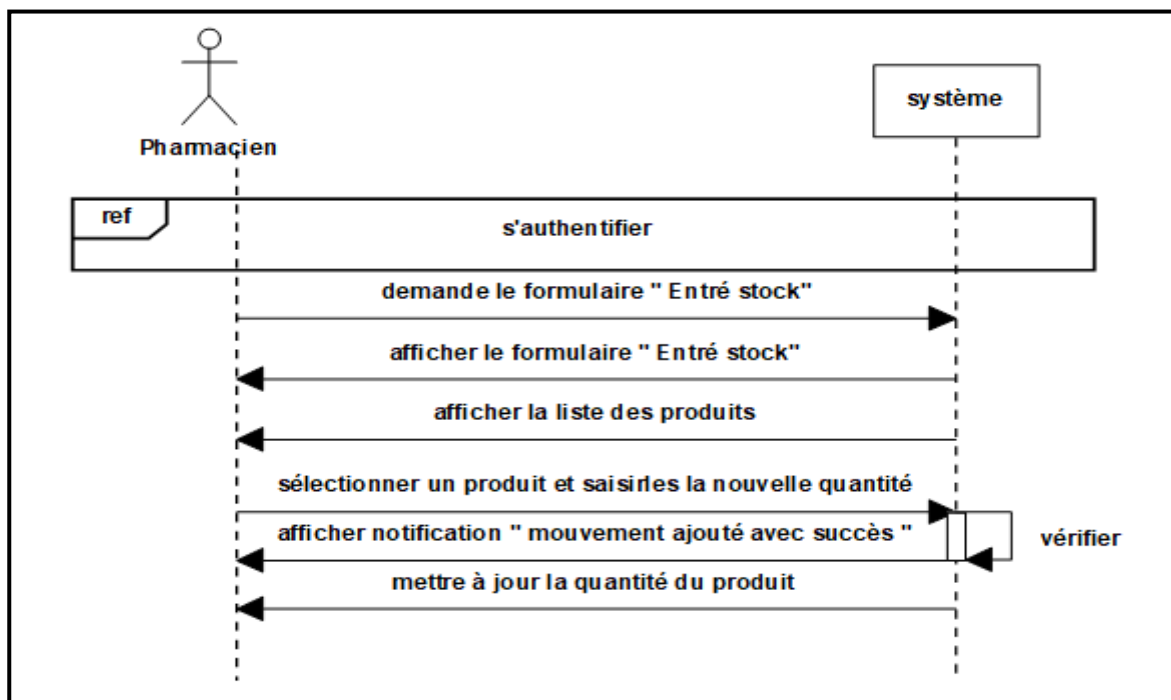 système
Pharmacien
ref
s'authentifier
demande le formulaire " Entré stock"
afficher le formulaire " Entré stock"
afficher la liste des produits
sélectionner un produit et saisirles la nouvelle quantité
afficher notification " mouvement ajouté avec succès "
vérifier
mettre à jour la quantité du produit